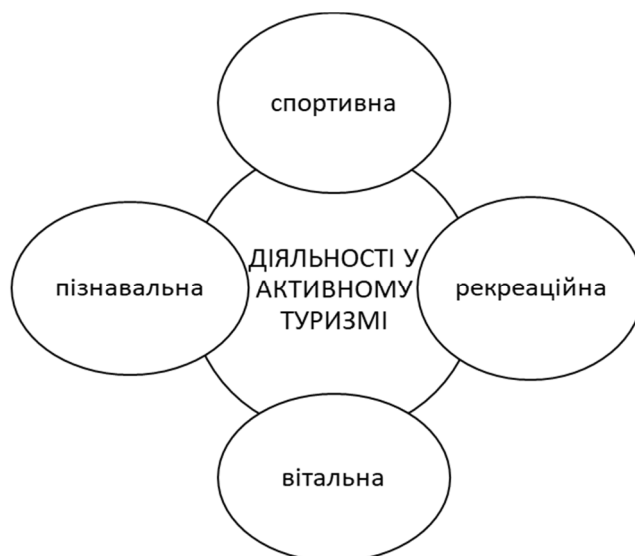 спортивна
пізнавальна
ДІЯЛЬНОСТІ У
АКТИВНОМУ
ТУРИЗМІ
рекреаційна
вітальна